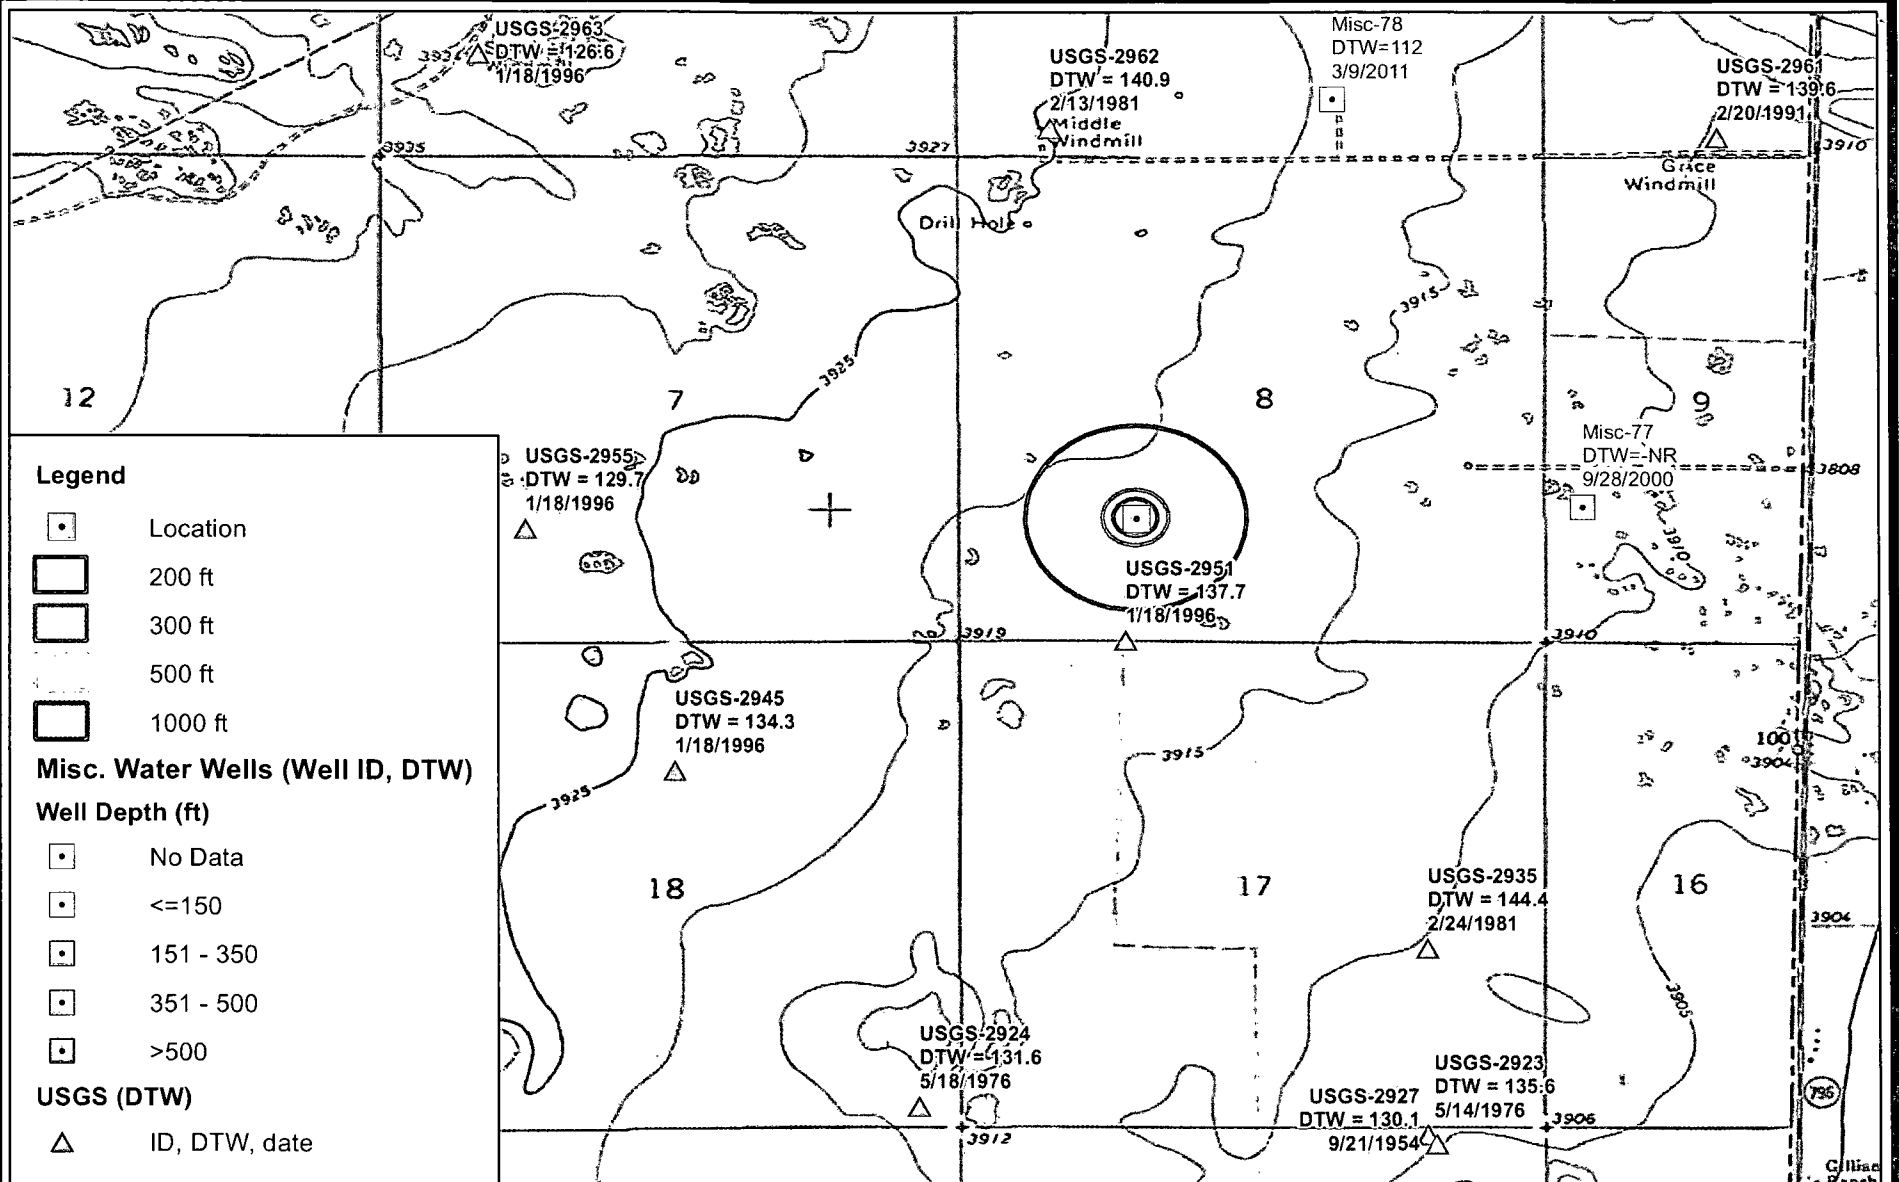 USGS-2963
DTW = 126.6
1/18/1996
USGS-2962
DTW = 140.9
2/13/1981
Middle
Windmill
Misc-78
DTW=112
3/9/2011
USGS-296
DTW = 139.6
2/20/1991
3935
3927
3910
Grace
Windmill
Drill Hole
3915
3925
12
7
8
9
Misc-77
DTW=-NR
9/28/2000
3808
USGS-2955
DTW = 129.7
1/18/1996
3910
USGS-2951
DTW = 137.7
1/18/1996
3919
3910
USGS-2945
DTW = 134.3
1/18/1996
3925
3915
100
3904
18
17
16
USGS-2935
DTW = 144.4
2/24/1981
3904
3905
USGS-2924
DTW = 131.6
5/18/1976
USGS-2923
DTW = 135.6
5/14/1976
USGS-2927
DTW = 130.1
9/21/1954
3912
3906
Legend
Location
200 ft
300 ft
500 ft
1000 ft
Misc. Water Wells (Well ID, DTW)
Well Depth (ft)
No Data
<=150
151 - 350
351 - 500
>500
USGS (DTW)
ID, DTW, date